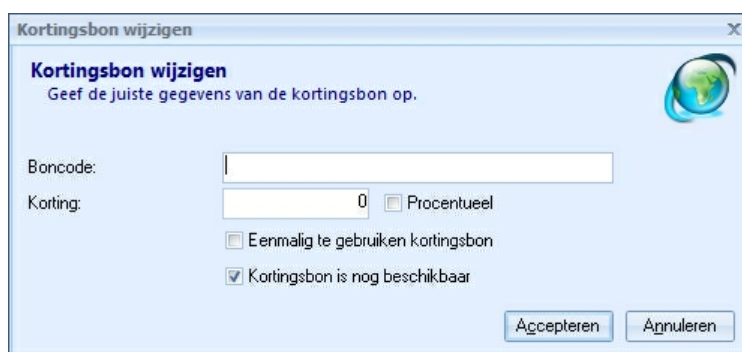 Kortingsbon wijzigen
Kortingsbon wijzigen
Geef de juiste gegevens van de kortingsbon op.
Boncode:
Korting: 0 Procentueel
Eenmalig te gebruiken kortingsbon
Kortingsbon is nog beschikbaar
Accepteren Annuleren